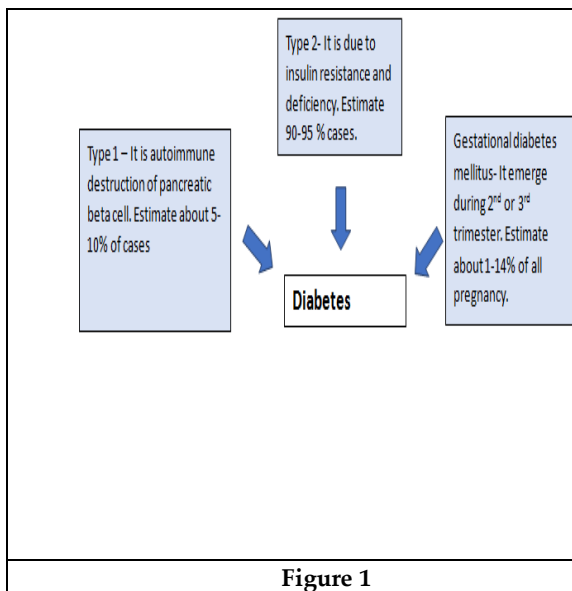 Type 2- It is due to
insulin resistance and
deficiency. Estimate
90-95 % cases.
Type 1 – It is autoimmune
destruction of pancreatic
beta cell. Estimate about 5-
10% of cases
Gestational diabetes
mellitus- It emerge
during 2nd or 3rd
trimester. Estimate
about 1-14% of all
pregnancy.
Diabetes
Figure 1